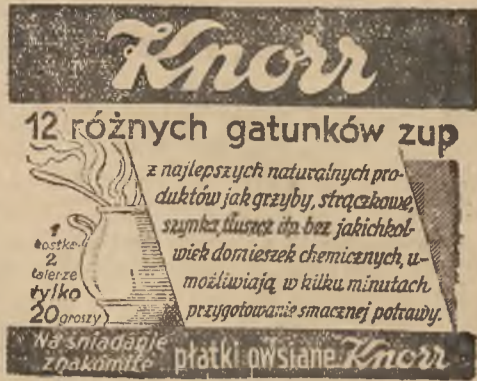 Knorr
12 różnych gatunków zup
z najlepszych naturalnych pro-
duktów jak grzyby, strączkowe,
szynka, tłuszcz itp. bez jakichkol-
wiek domieszek chemicznych, u-
możliwiają w kilku minutach
przygotowanie smacznej potrawy.
1
kostka
2
talerze
tylko
20 groszy
Na śniadanie
znakomite
płatki owsiane Knorr